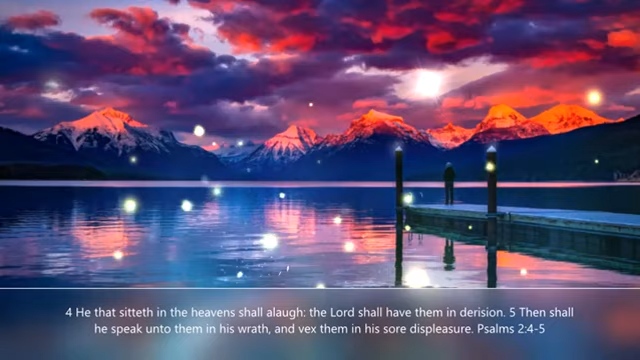 4 He that sitteth in the heavens shall alaugh: the Lord shall have them in derision. 5 Then shall
he speak unto them in his wrath, and vex them in his sore displeasure. Psalms 2:4-5